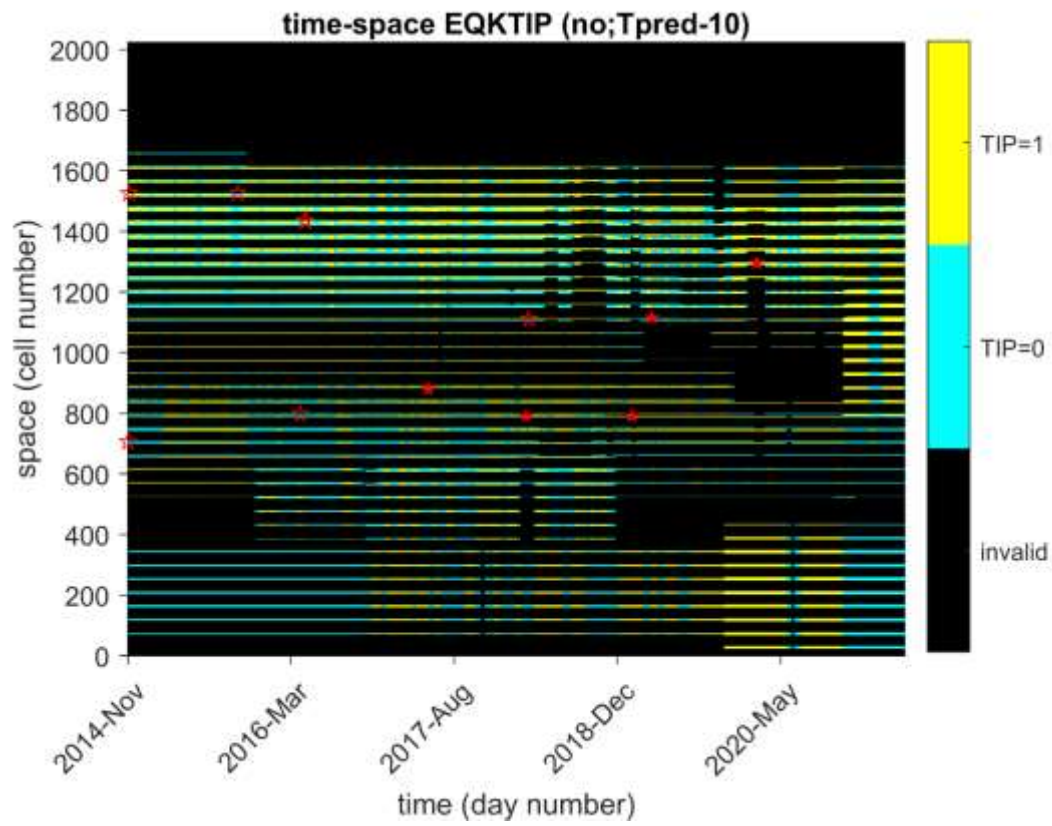 time-space EQKTIP (no;Tpred-10)
2000
1800
1600
1400
1200
1000
800
600
400
200
0
space (cell number)
2014-Nov
2016-Mar
2017-Aug
2018-Dec
2020-May
time (day number)
TIP=1
TIP=0
invalid